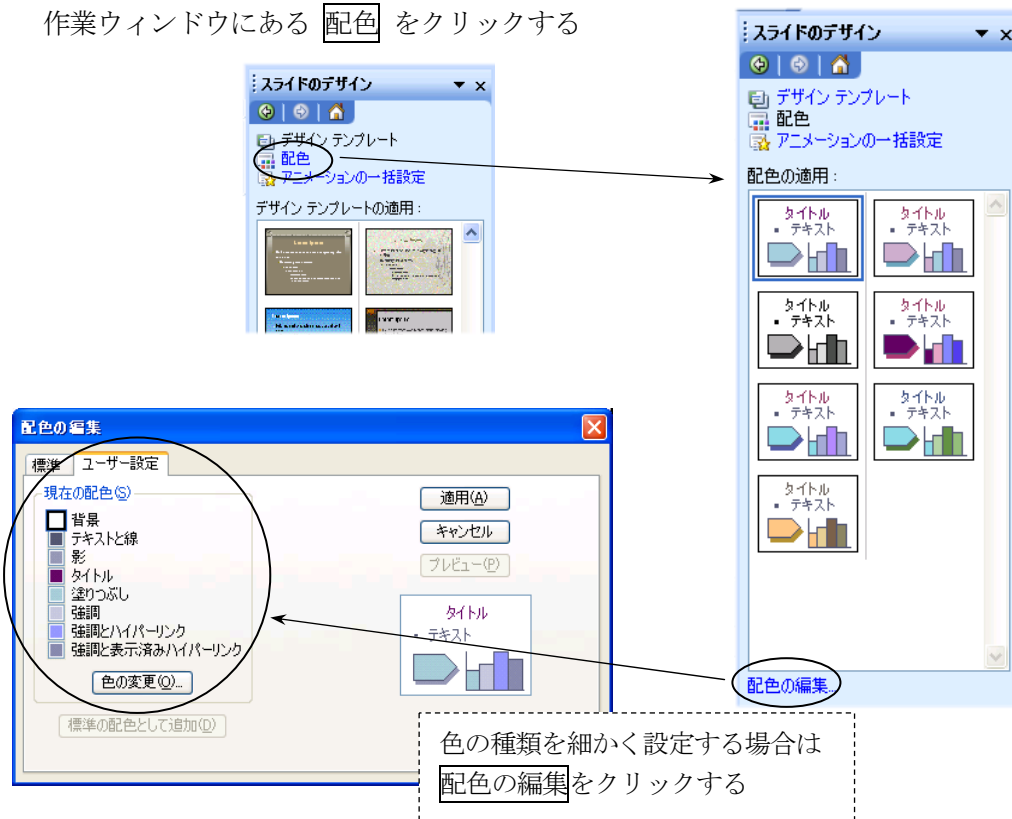 作業ウィンドウにある 配色 をクリックする
スライドのデザイン
デザイン テンプレート
配色
アニメーションの一括設定
デザイン テンプレートの適用 :
スライドのデザイン
デザイン テンプレート
配色
アニメーションの一括設定
配色の適用 :
タイトル
テキスト
タイトル
テキスト
タイトル
テキスト
タイトル
テキスト
タイトル
テキスト
タイトル
テキスト
タイトル
テキスト
配色の編集...
配色の編集
標準
ユーザー設定
現在の配色(S)
背景
テキストと線
影
タイトル
塗りつぶし
強調
強調とハイパーリンク
強調と表示済みハイパーリンク
色の変更(O)...
標準の配色として追加(D)
適用(A)
キャンセル
プレビュー(P)
タイトル
テキスト
色の種類を細かく設定する場合は
配色の編集をクリックする